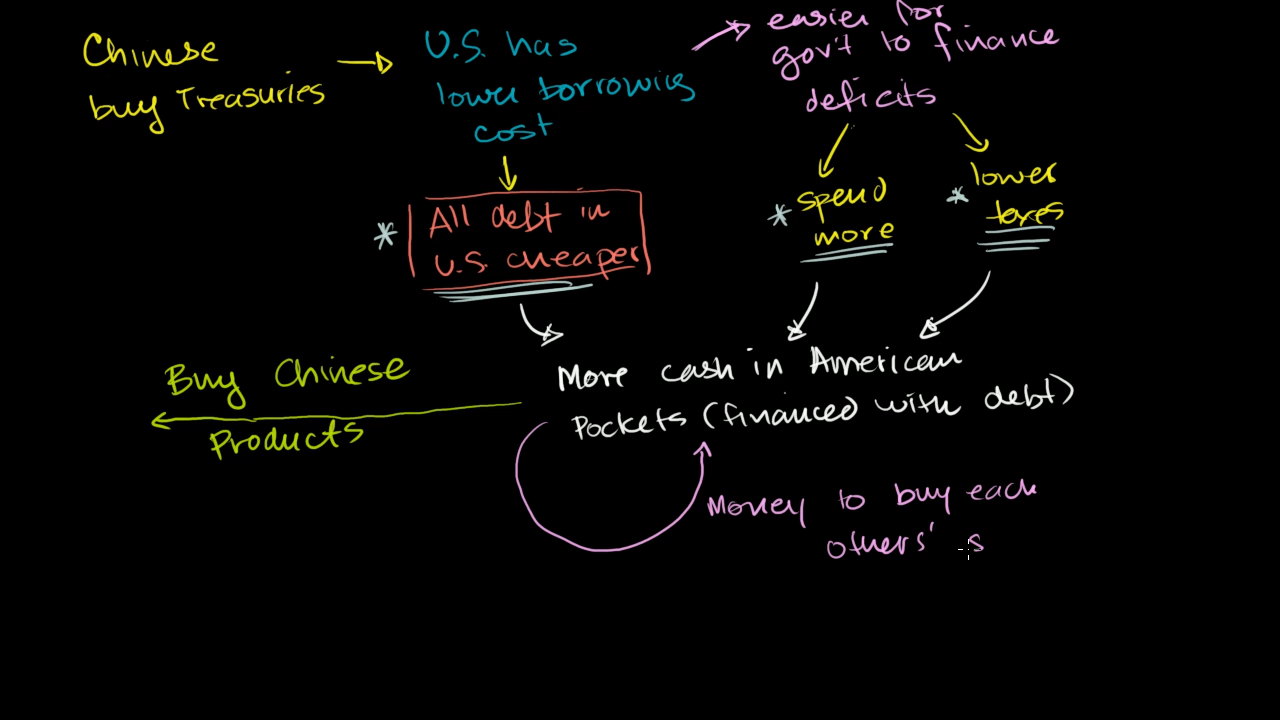 Chinese
buy Treasuries
U.S. has
lower borrowing
cost
easier for
gov't to finance
deficits
All debt in
U.S. cheaper
spend
more
lower
taxes
More cash in American
Pockets (financed with debt)
Buy Chinese
Products
Money to buy each
others' s